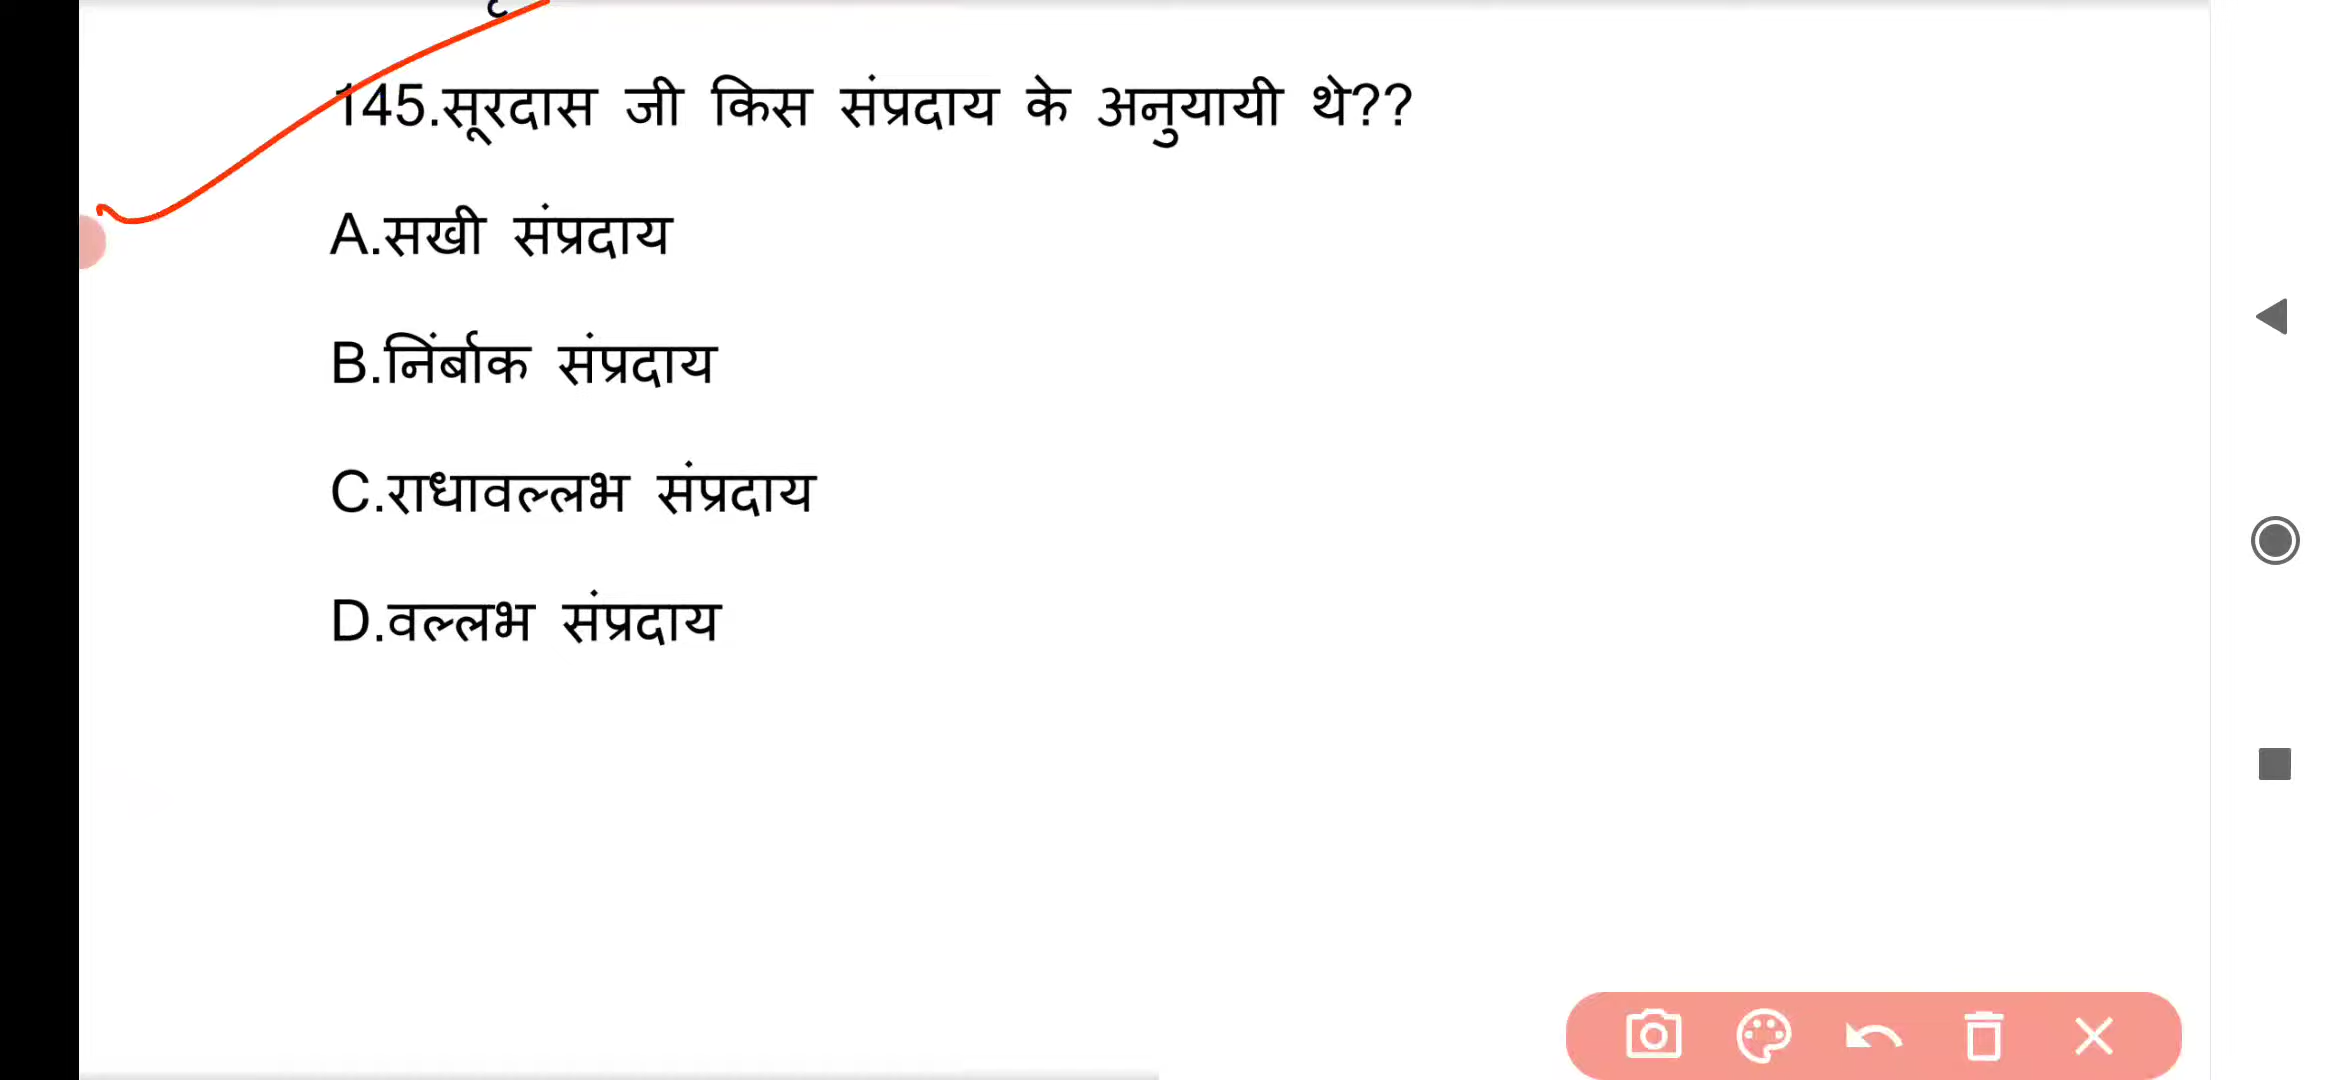 145.सूरदास जी किस संप्रदाय के अनुयायी थे??
A.सखी संप्रदाय
B.निंर्बाक संप्रदाय
C.राधावल्लभ संप्रदाय
D.वल्लभ संप्रदाय